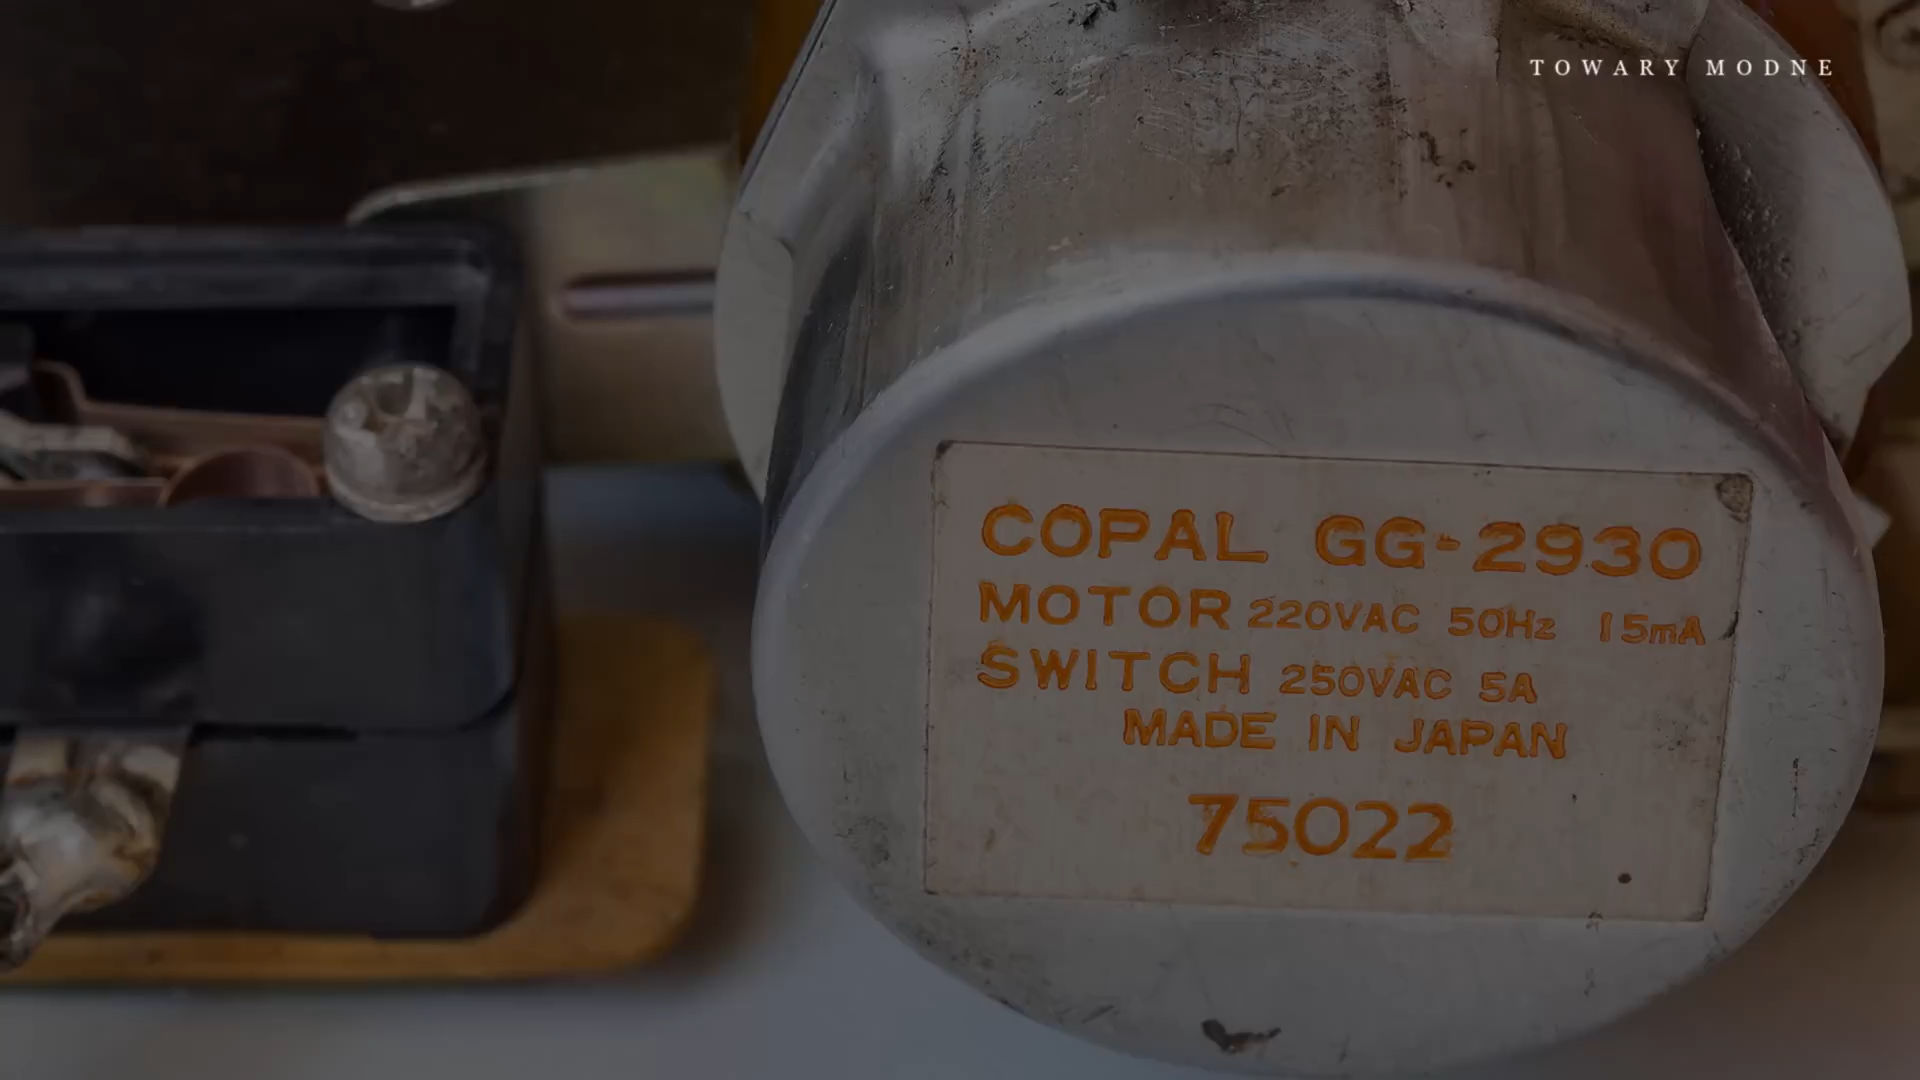 TOWARY MODNE
COPAL GG-2930
MOTOR 220VAC 50Hz 15mA
SWITCH 250VAC 5A
MADE IN JAPAN
75022